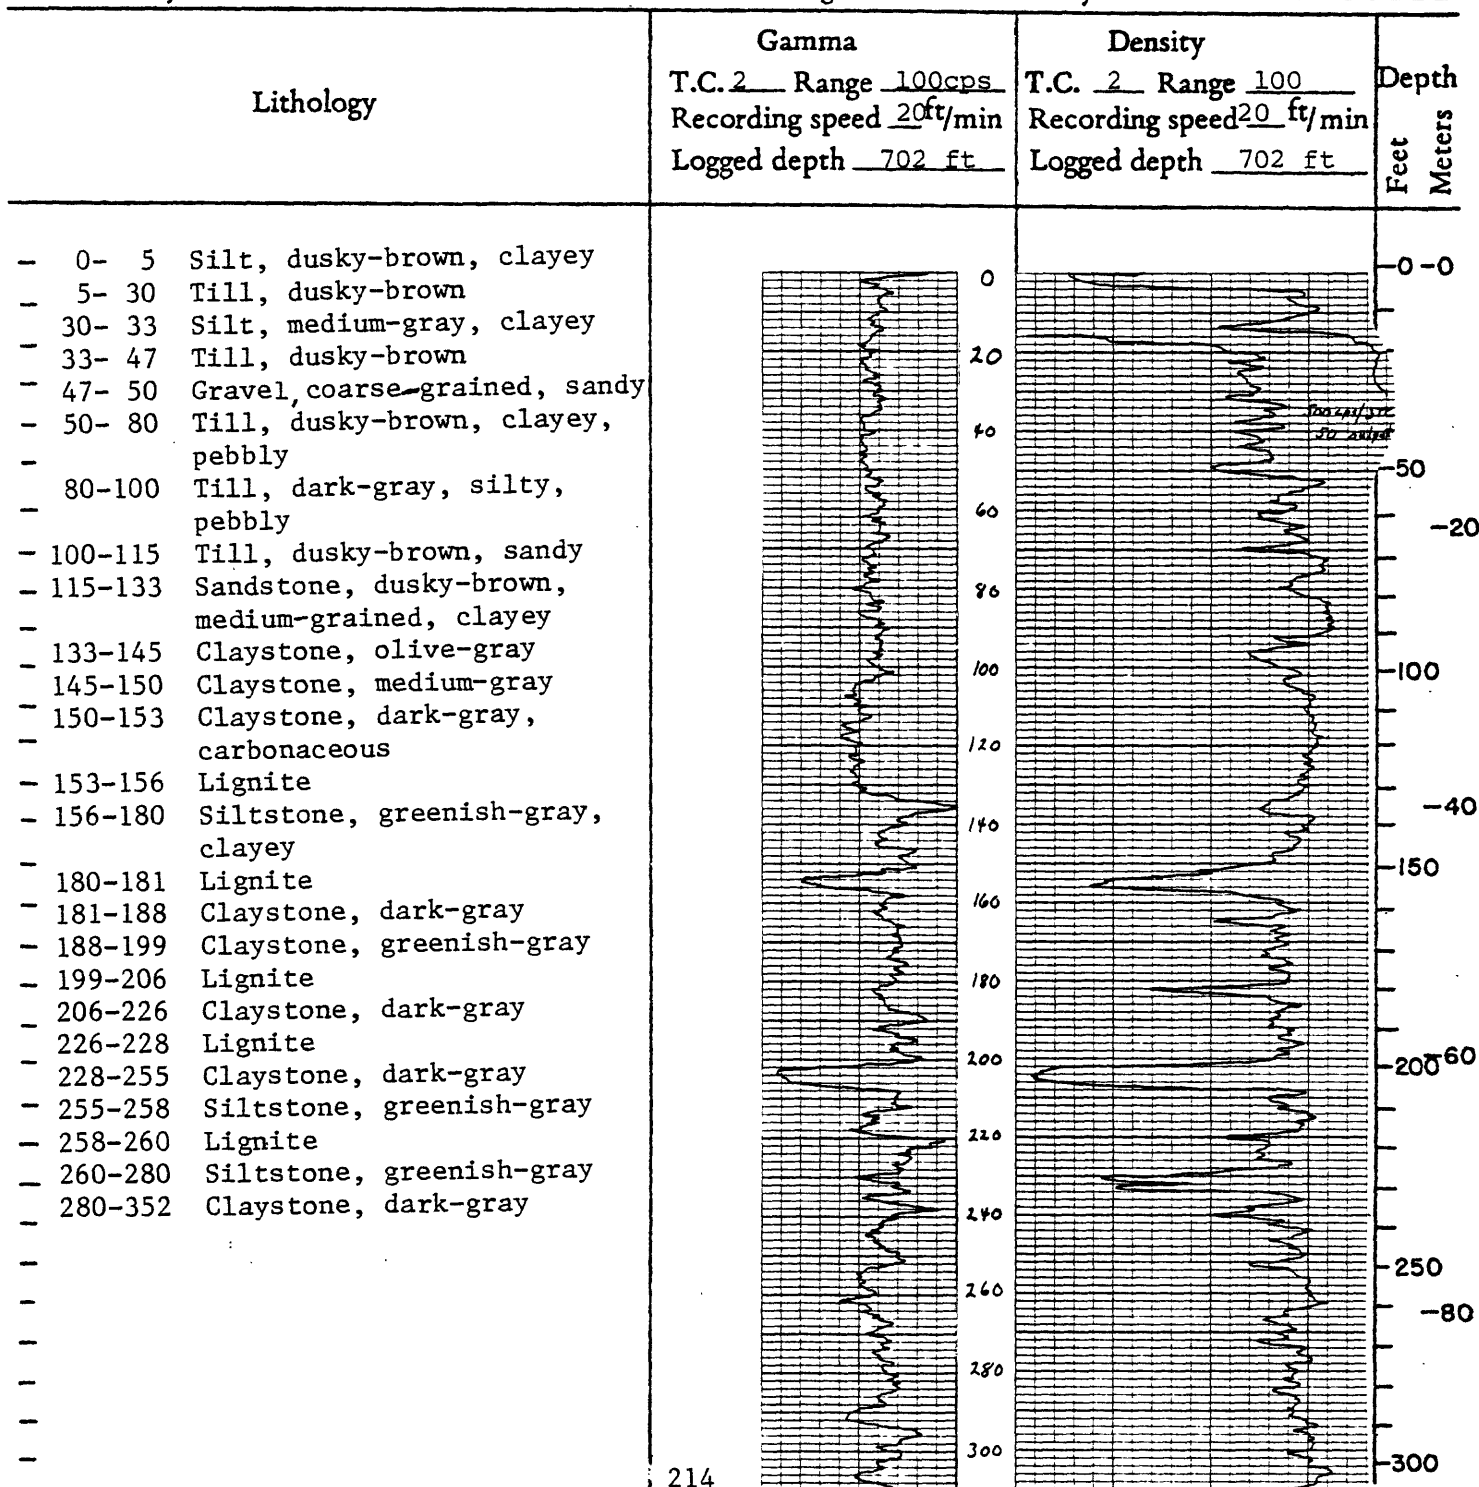 Lithology
Gamma
T.C. 2 Range 100cps
Recording speed 20ft/min
Logged depth 702 ft
Density
T.C. 2 Range 100
Recording speed 20 ft/min
Logged depth 702 ft
Depth
Feet
Meters
0- 5 Silt, dusky-brown, clayey
5- 30 Till, dusky-brown
30- 33 Silt, medium-gray, clayey
33- 47 Till, dusky-brown
47- 50 Gravel, coarse-grained, sandy
50- 80 Till, dusky-brown, clayey,
pebbly
80-100 Till, dark-gray, silty,
pebbly
100-115 Till, dusky-brown, sandy
115-133 Sandstone, dusky-brown,
medium-grained, clayey
133-145 Claystone, olive-gray
145-150 Claystone, medium-gray
150-153 Claystone, dark-gray,
carbonaceous
153-156 Lignite
156-180 Siltstone, greenish-gray,
clayey
180-181 Lignite
181-188 Claystone, dark-gray
188-199 Claystone, greenish-gray
199-206 Lignite
206-226 Claystone, dark-gray
226-228 Lignite
228-255 Claystone, dark-gray
255-258 Siltstone, greenish-gray
258-260 Lignite
260-280 Siltstone, greenish-gray
280-352 Claystone, dark-gray
0
20
40
60
80
100
120
140
160
180
200
220
240
260
280
300
-0 -0
-50
-20
-100
-40
-150
-200
-60
-250
-80
-300
214